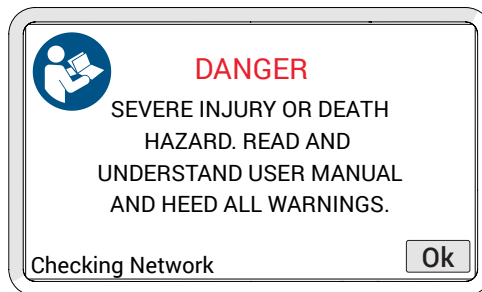 DANGER
SEVERE INJURY OR DEATH
HAZARD. READ AND
UNDERSTAND USER MANUAL
AND HEED ALL WARNINGS.
Checking Network
Ok